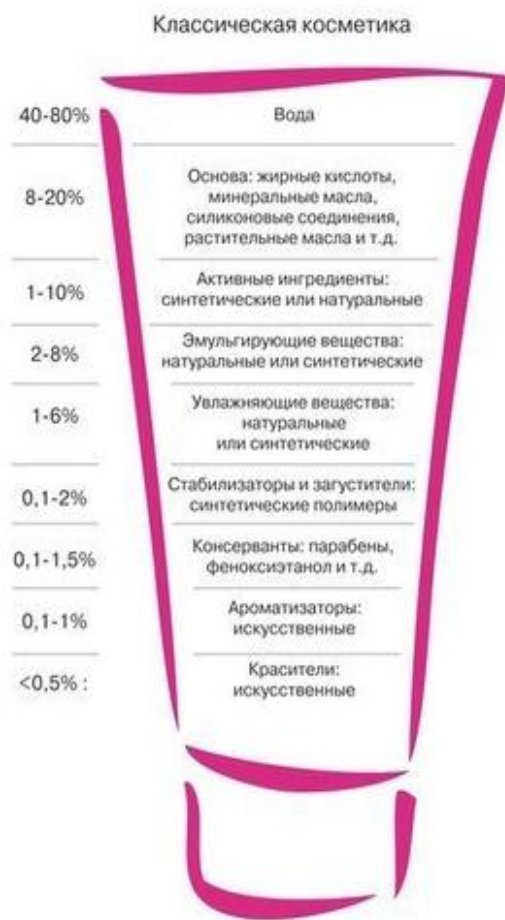 Классическая косметика
40-80%
Вода
8-20%
Основа: жирные кислоты,
минеральные масла,
силиконовые соединения,
растительные масла и т.д.
1-10%
Активные ингредиенты:
синтетические или натуральные
2-8%
Эмульгирующие вещества:
натуральные или синтетические
1-6%
Увлажняющие вещества:
натуральные
или синтетические
0,1-2%
Стабилизаторы и загустители:
синтетические полимеры
0,1-1,5%
Консерванты: парабены,
феноксиэтанол и т.д.
0,1-1%
Ароматизаторы:
искусственные
<0,5% :
Красители:
искусственные